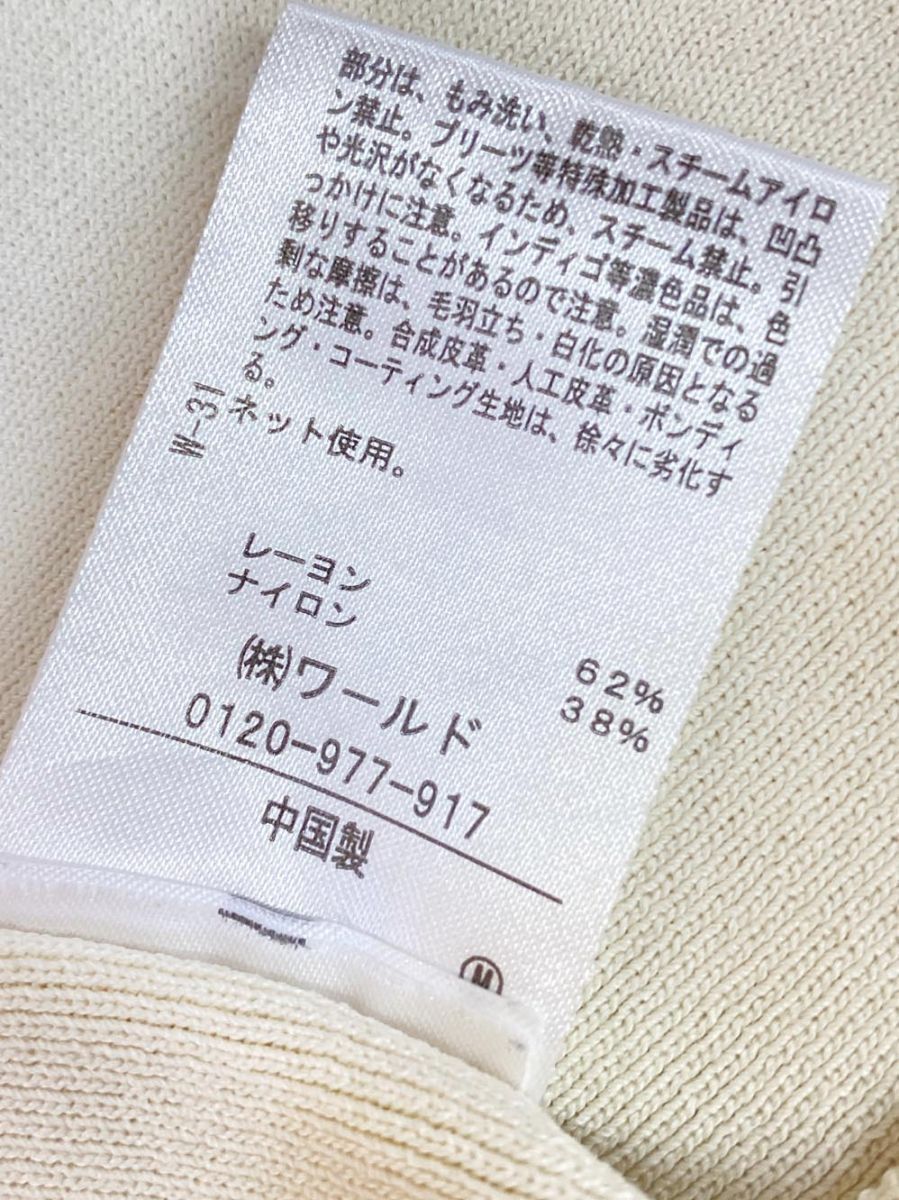 部分は、もみ洗い、乾熱・スチームアイロ
ン禁止。プリーツ等特殊加工製品は、凹凸
や光沢がなくなるため、スチーム禁止。引
っかけに注意。インディゴ等濃色品は、色
移りすることがあるので注意。湿潤での過
剰な摩擦は、毛羽立ち・白化の原因となる
ため注意。合成皮革・人工皮革・ボンディ
ング・コーティング生地は、徐々に劣化す
る。
W-31
ネット使用。
レーヨン 62%
ナイロン 38%
(株)ワールド
0120-977-917
中国製
M